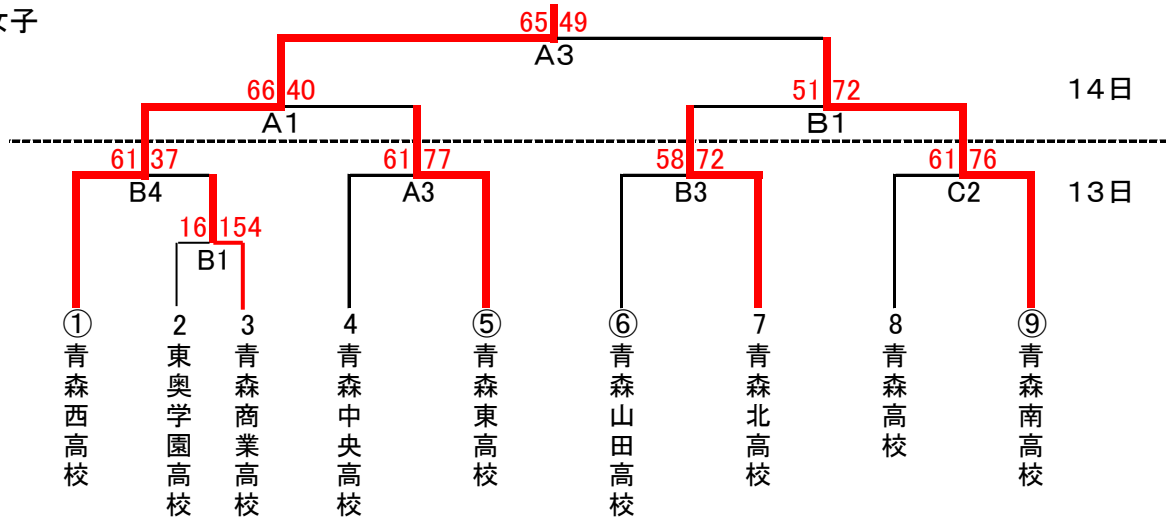 女子
65 49
A3
66 40
51 72
14日
A1
B1
61 37
61 77
58 72
61 76
B4
A3
B3
C2
13日
16 154
B1
① 2 3 4 ⑤ ⑥ 7 8 ⑨
青森西高校
東奥学園高校
青森商業高校
青森中央高校
青森東高校
青森山田高校
青森北高校
青森高校
青森南高校